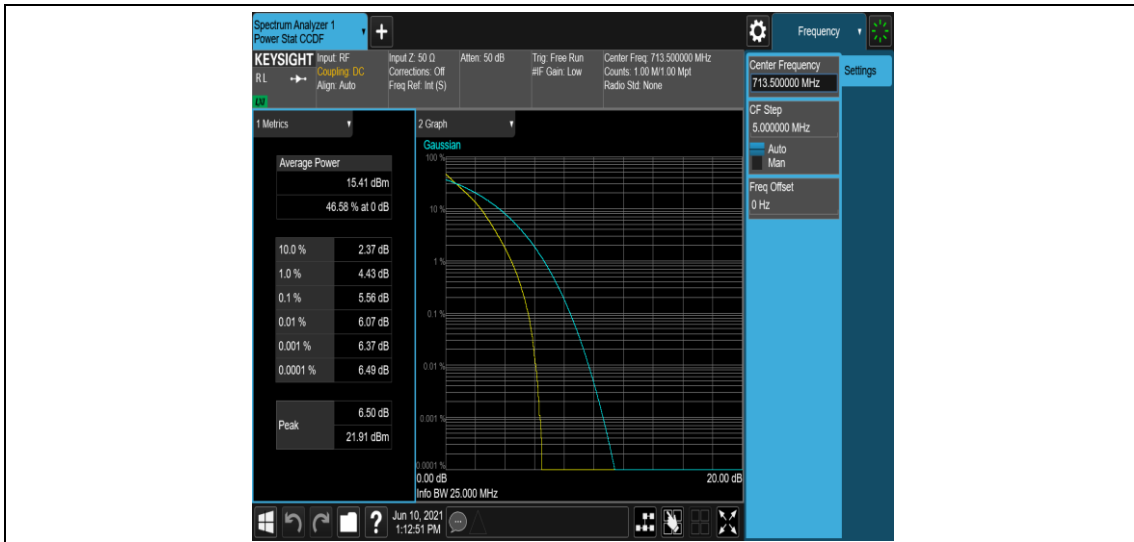 Spectrum Analyzer 1
Power Stat CCDF
Frequency
KEYSIGHT
RL
LXI
Input: RF
Coupling: DC
Align: Auto
Input Z: 50 Ω
Corrections: Off
Freq Ref: Int (S)
Atten: 50 dB
Trig: Free Run
#IF Gain: Low
Center Freq: 713.500000 MHz
Counts: 1.00 M/1.00 Mpt
Radio Std: None
Center Frequency
713.500000 MHz
Settings
CF Step
5.000000 MHz
Auto
Man
Freq Offset
0 Hz
1 Metrics
Average Power
15.41 dBm
46.58 % at 0 dB
10.0 % 2.37 dB
1.0 % 4.43 dB
0.1 % 5.56 dB
0.01 % 6.07 dB
0.001 % 6.37 dB
0.0001 % 6.49 dB
Peak
6.50 dB
21.91 dBm
2 Graph
Gaussian
100 %
10 %
1 %
0.1 %
0.01 %
0.001 %
0.0001 %
0.00 dB 20.00 dB
Info BW 25.000 MHz
?
Jun 10, 2021
1:12:51 PM